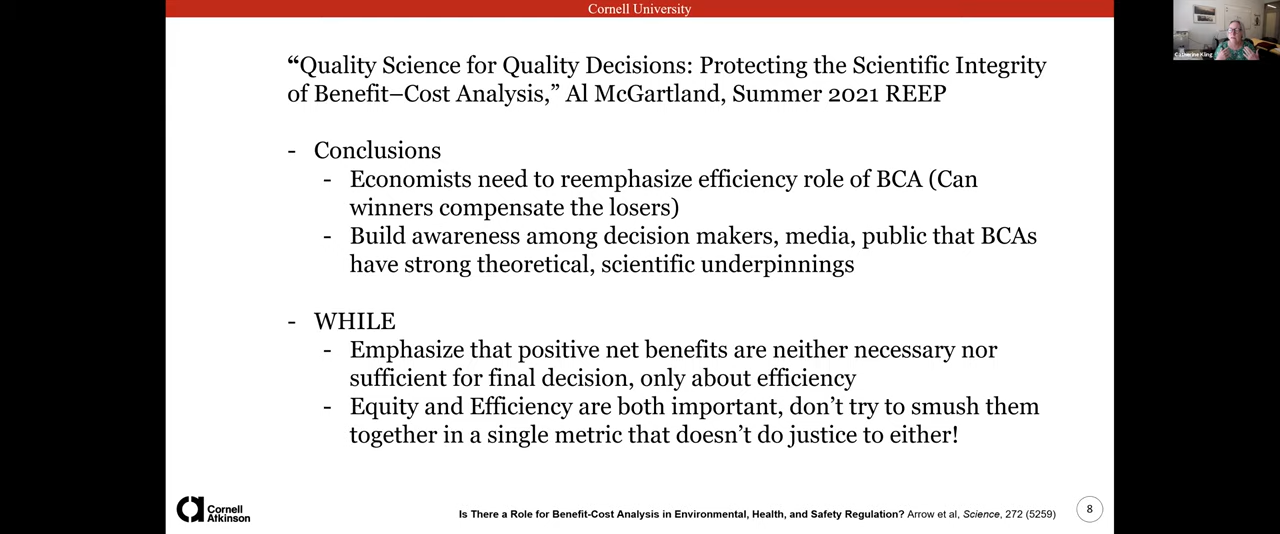 Cornell University
“Quality Science for Quality Decisions: Protecting the Scientific Integrity
of Benefit–Cost Analysis,” Al McGartland, Summer 2021 REEP
- Conclusions
- Economists need to reemphasize efficiency role of BCA (Can
winners compensate the losers)
- Build awareness among decision makers, media, public that BCAs
have strong theoretical, scientific underpinnings
- WHILE
- Emphasize that positive net benefits are neither necessary nor
sufficient for final decision, only about efficiency
- Equity and Efficiency are both important, don’t try to smush them
together in a single metric that doesn’t do justice to either!
Cornell
Atkinson
Is There a Role for Benefit-Cost Analysis in Environmental, Health, and Safety Regulation? Arrow et al, Science, 272 (5259)
8
Catherine Kling